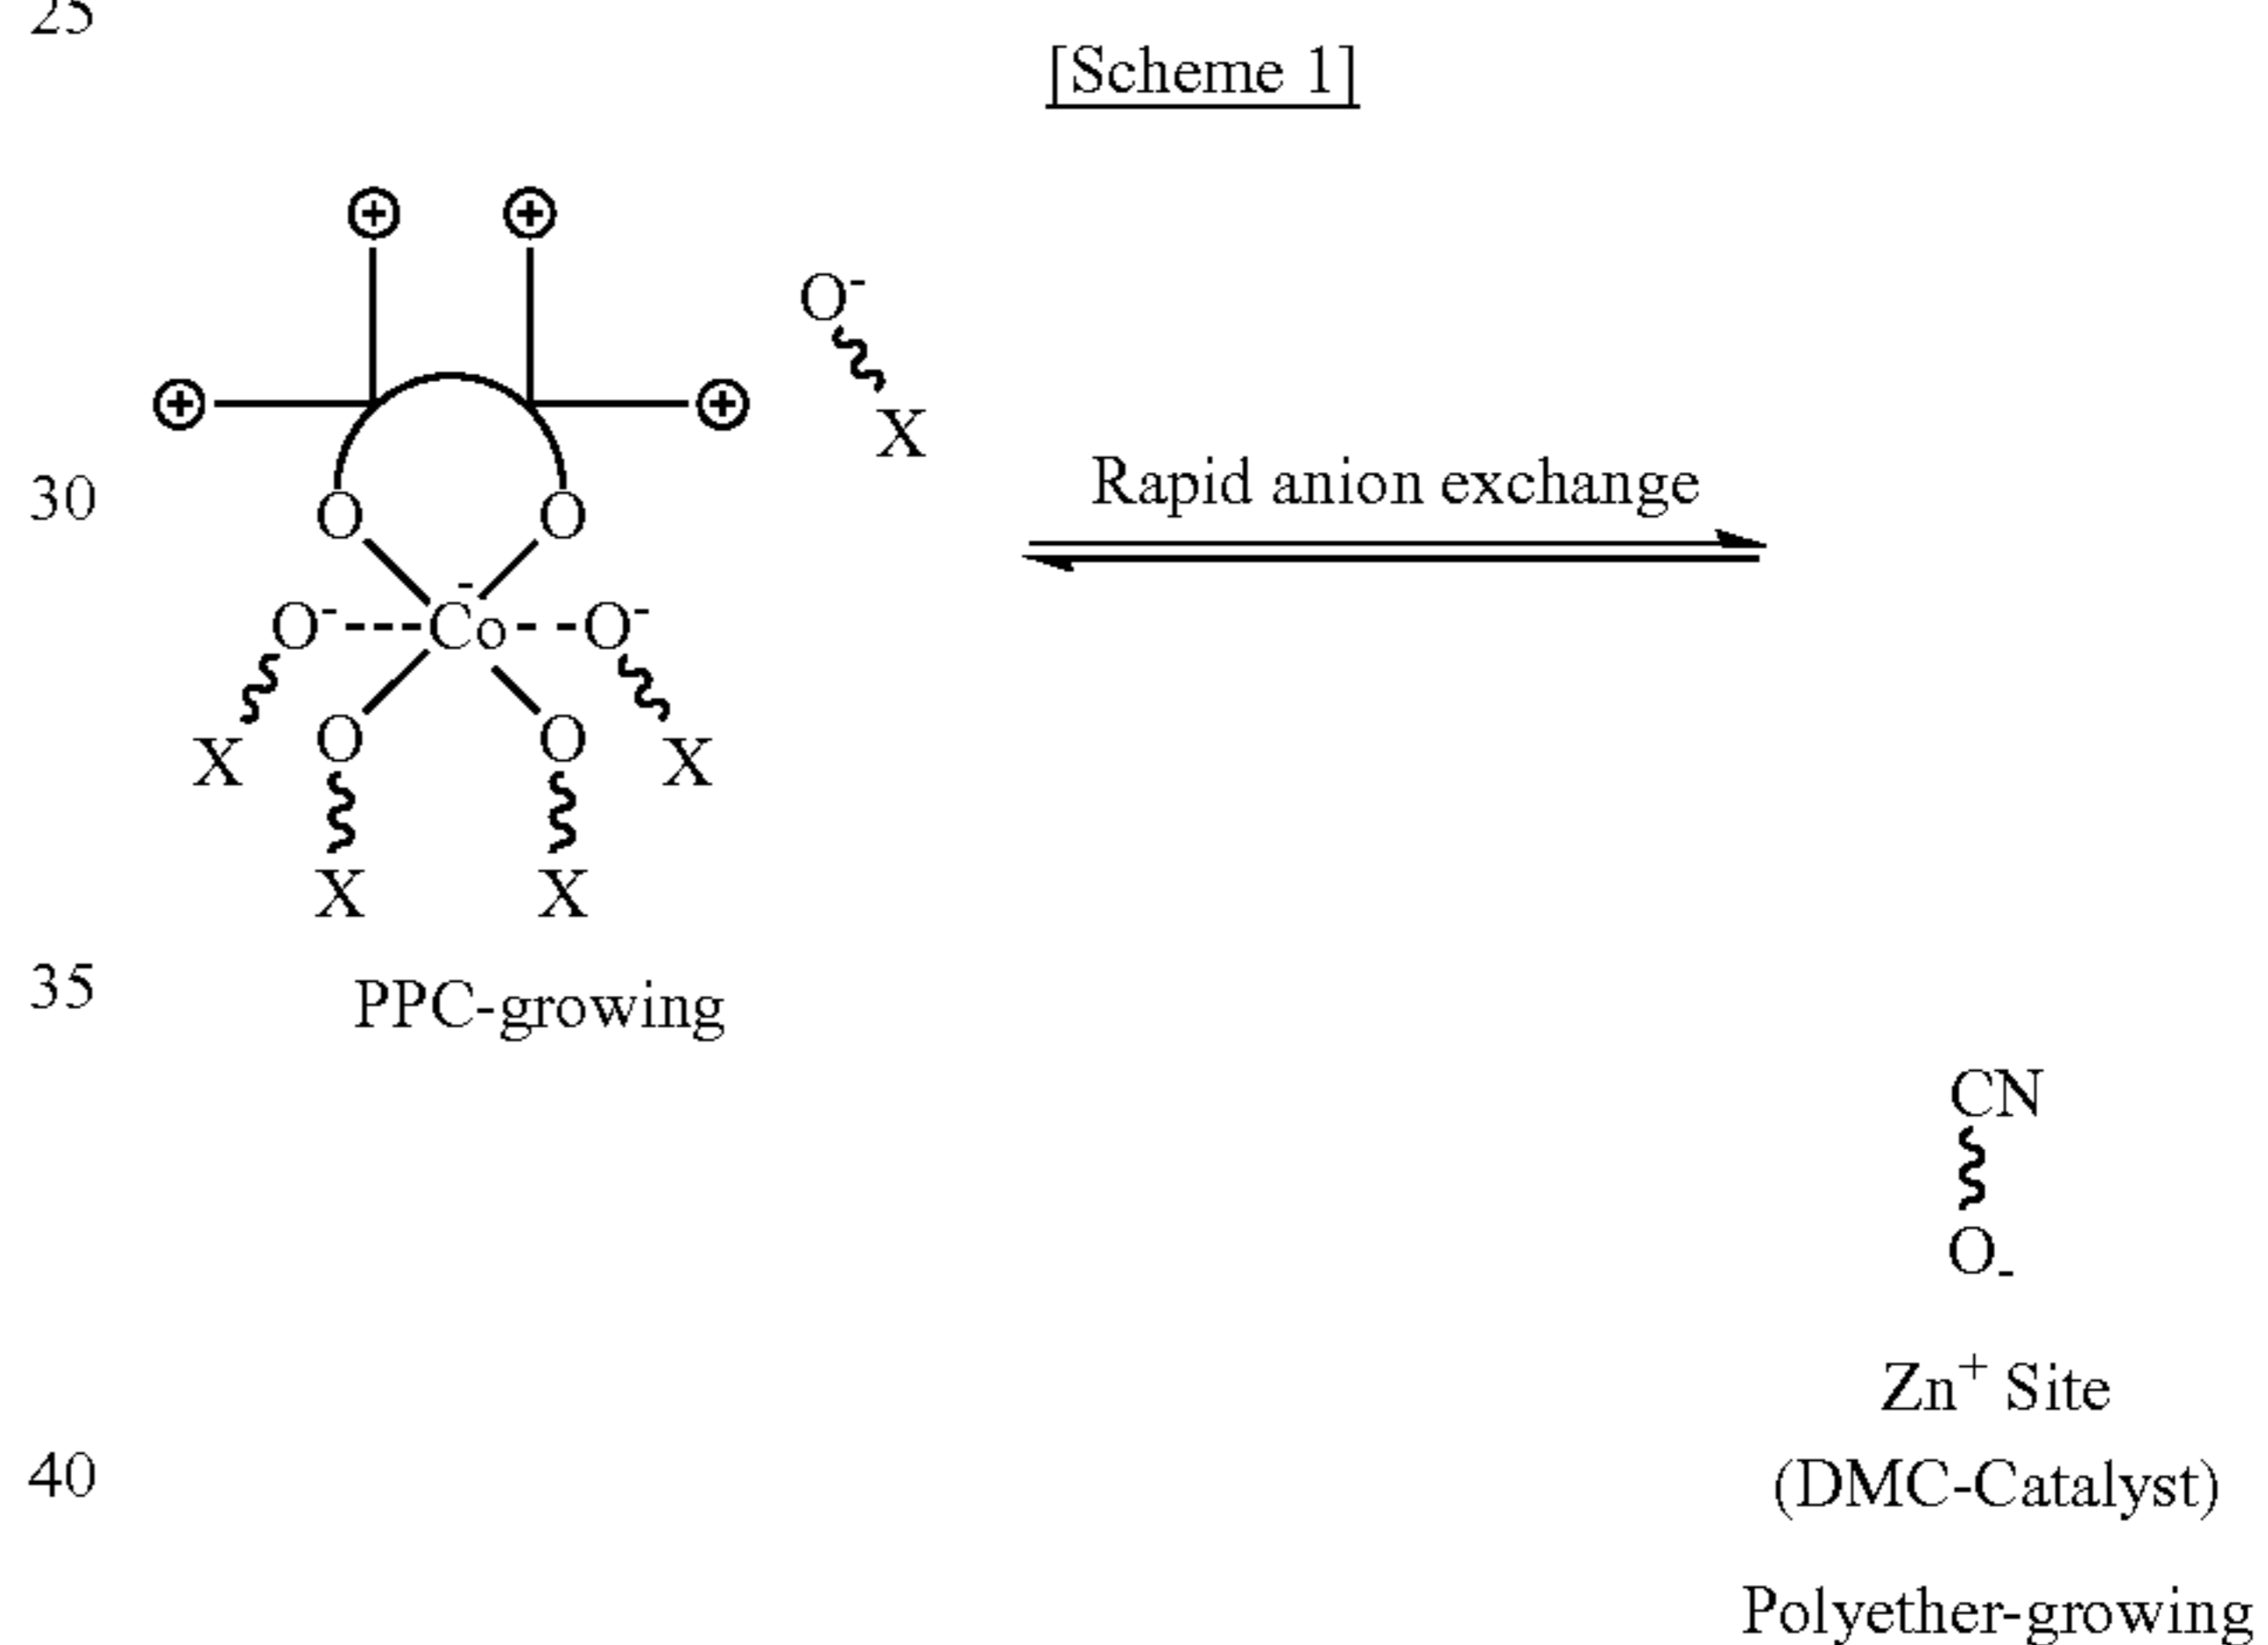 25
[Scheme 1]
⊕ ⊕
O-
⊕ ⊕
X
Rapid anion exchange
30
O O
-
O- Co O-
X O O X
X X
35
PPC-growing
CN
O-
Zn+ Site
40
(DMC-Catalyst)
Polyether-growing